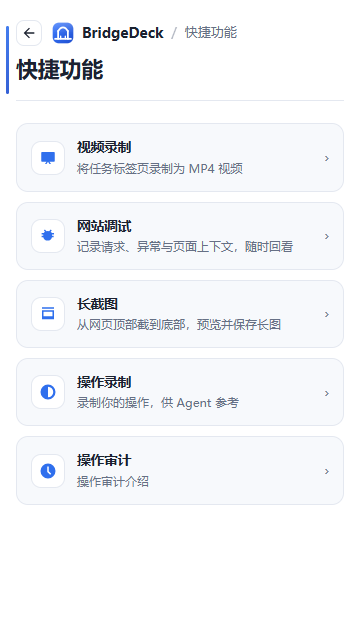 BridgeDeck / 快捷功能
快捷功能
视频录制
将任务标签页录制为 MP4 视频
网站调试
记录请求、异常与页面上下文，随时回看
长截图
从网页顶部截到底部，预览并保存长图
操作录制
录制你的操作，供 Agent 参考
操作审计
操作审计介绍